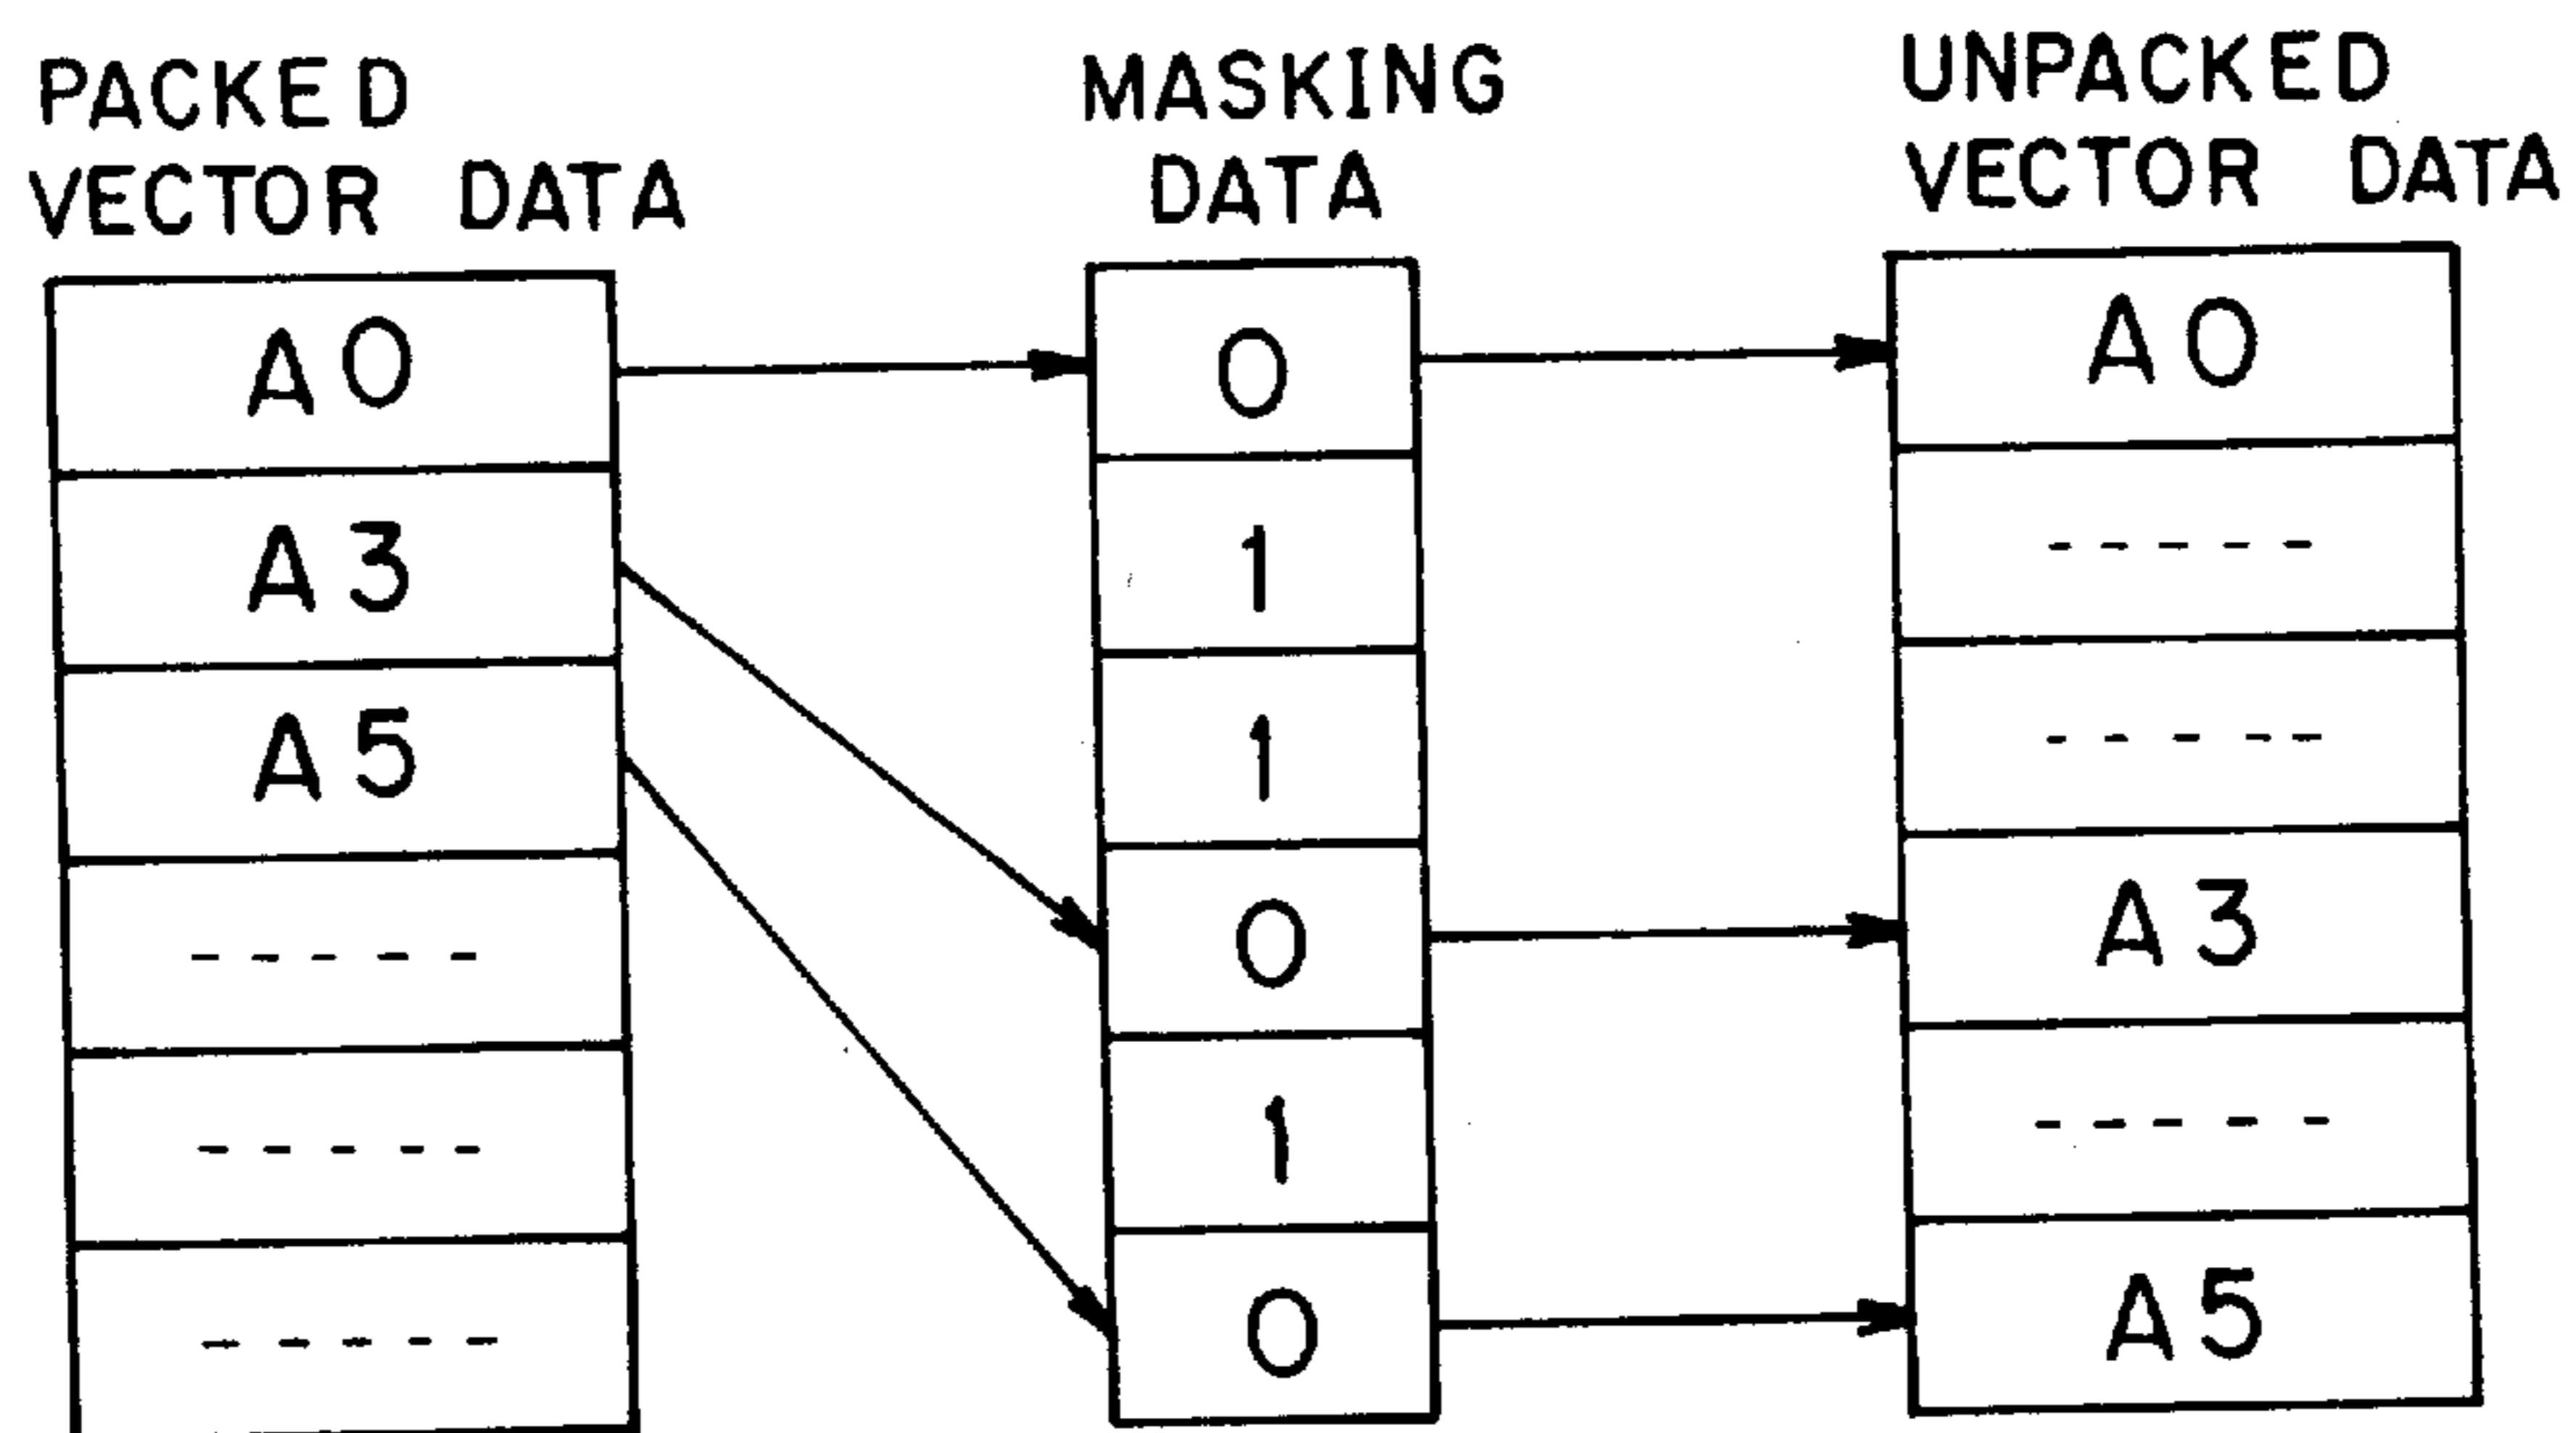 PACKED
VECTOR DATA
A0
A3
A5
- - - - -
- - - - -
- - - - -
MASKING
DATA
0
1
1
0
1
0
UNPACKED
VECTOR DATA
A0
- - - - -
- - - - -
A3
- - - - -
A5